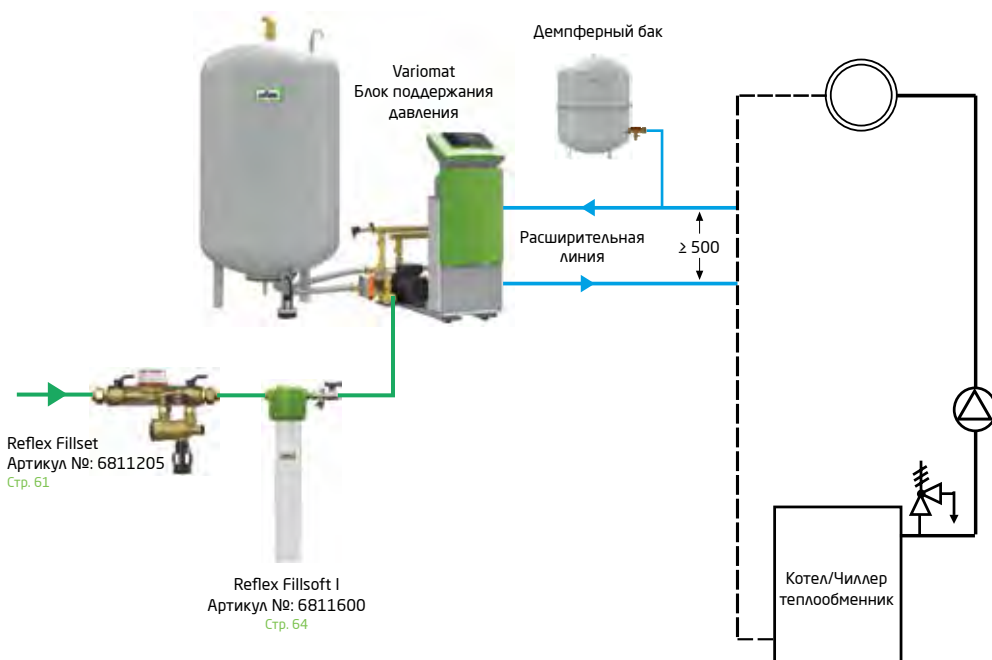 Демпферный бак
Variomat
Блок поддержания
давления
Расширительная
линия
≥ 500
Reflex Fillset
Артикул №: 6811205
Стр. 61
Reflex Fillsoft I
Артикул №: 6811600
Стр. 64
Котел/Чиллер
теплообменник